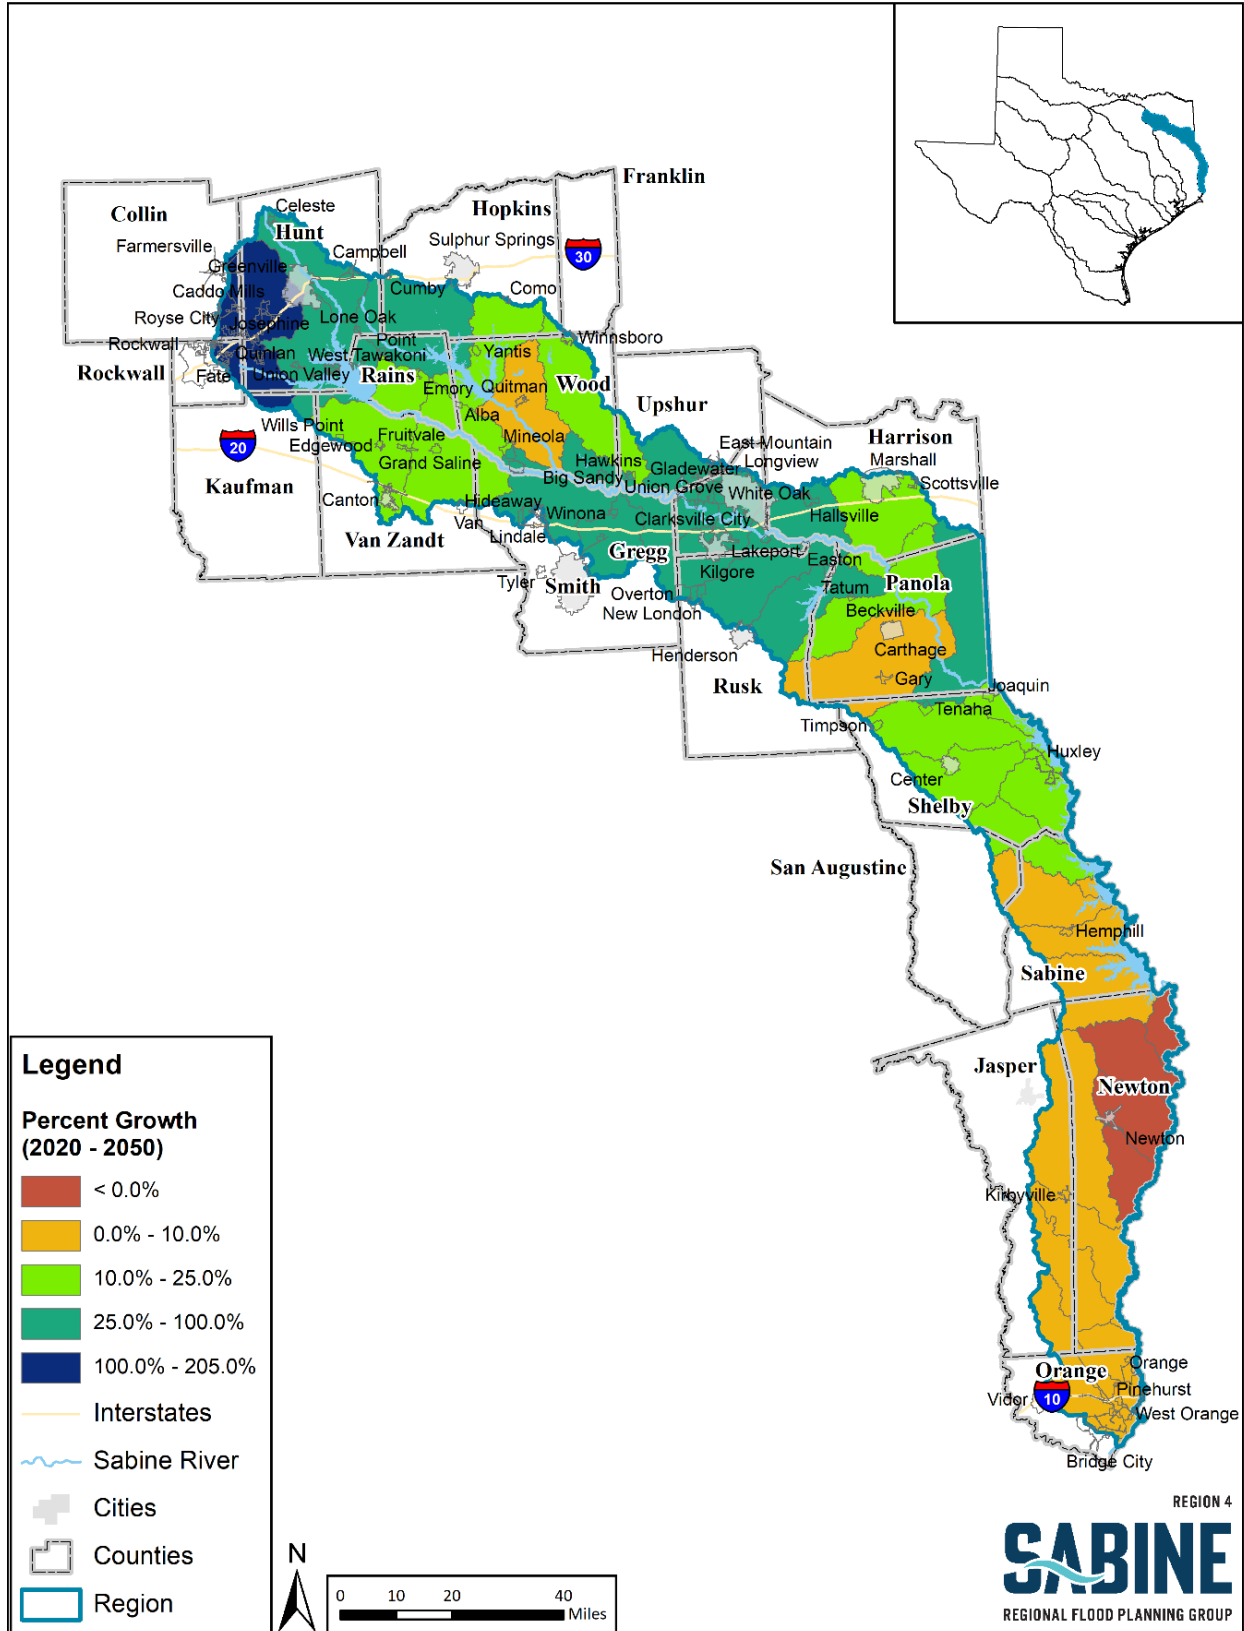 Franklin
Collin
Hopkins
Celeste
Hunt
Farmersville
Sulphur Springs
Campbell
30
Greenville
Caddo Mills
Cumby
Como
Royse City
Josephine
Lone Oak
Rockwall
Quinlan
Point
West Tawakoni
Yantis
Winnsboro
Rockwall
Fate
Union Valley
Rains
Emory
Quitman
Wood
Alba
Upshur
Wills Point
Edgewood
Fruitvale
Grand Saline
Mineola
20
East Mountain
Harrison
Longview
Marshall
Hawkins
Gladewater
Big Sandy
Union Grove
White Oak
Scottsville
Kaufman
Canton
Hideaway
Van
Winona
Clarksville City
Hallsville
Lindale
Van Zandt
Gregg
Lakeport
Easton
Kilgore
Tyler
Smith
Overton
New London
Tatum
Panola
Beckville
Henderson
Carthage
Rusk
Gary
Joaquin
Tenaha
Timpson
Huxley
Center
Shelby
San Augustine
Hemphill
Sabine
Jasper
Newton
Newton
Kirbyville
Orange
Orange
Pinehurst
Vidor
10
West Orange
Bridge City
Legend
Percent Growth
(2020 - 2050)
< 0.0%
0.0% - 10.0%
10.0% - 25.0%
25.0% - 100.0%
100.0% - 205.0%
Interstates
Sabine River
Cities
Counties
Region
N
0 10 20 40
Miles
REGION 4
SABINE
REGIONAL FLOOD PLANNING GROUP